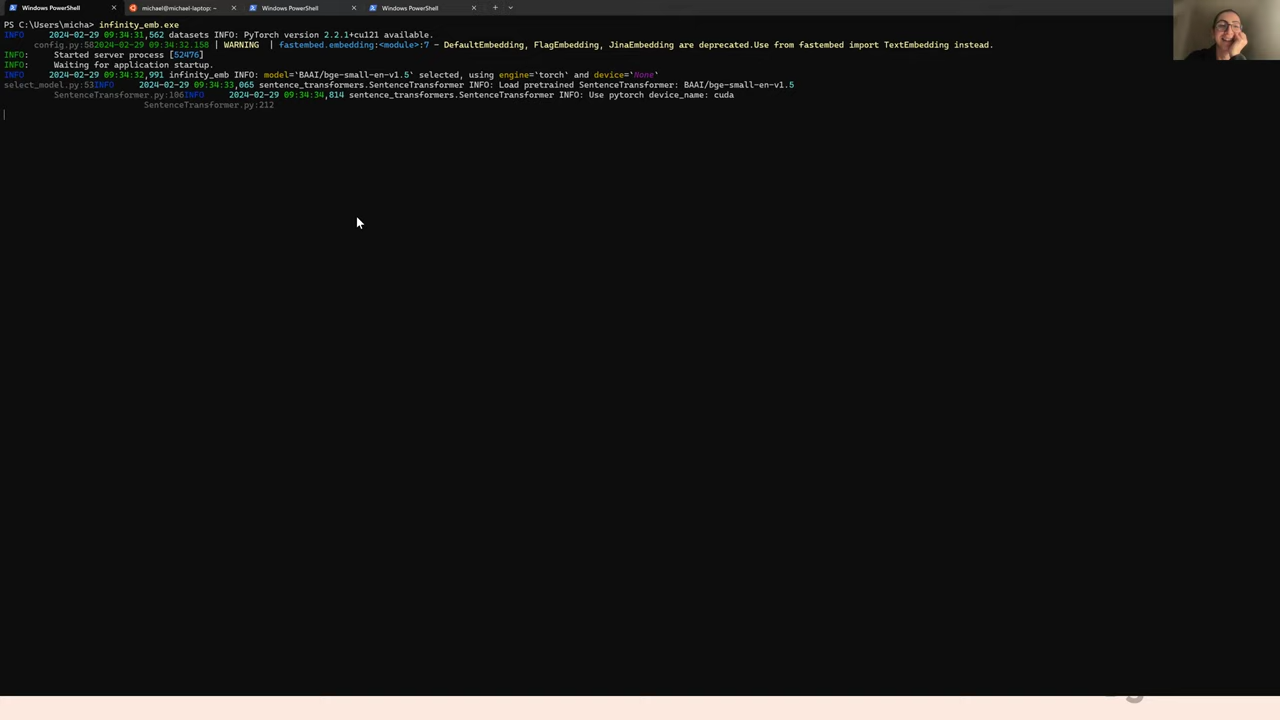 Windows PowerShell
michael@michael-laptop: ~
Windows PowerShell
Windows PowerShell
PS C:\Users\micha> infinity_emb.exe
INFO 2024-02-29 09:34:31,562 datasets INFO: PyTorch version 2.2.1+cu121 available.
config.py:582024-02-29 09:34:32.158 | WARNING | fastembed.embedding:<module>:7 - DefaultEmbedding, FlagEmbedding, JinaEmbedding are deprecated.Use from fastembed import TextEmbedding instead.
INFO: Started server process [52476]
INFO: Waiting for application startup.
INFO 2024-02-29 09:34:32,991 infinity_emb INFO: model='BAAI/bge-small-en-v1.5' selected, using engine='torch' and device='None'
select_model.py:53INFO 2024-02-29 09:34:33,065 sentence_transformers.SentenceTransformer INFO: Load pretrained SentenceTransformer: BAAI/bge-small-en-v1.5
SentenceTransformer.py:106INFO 2024-02-29 09:34:34,814 sentence_transformers.SentenceTransformer INFO: Use pytorch device_name: cuda
SentenceTransformer.py:212